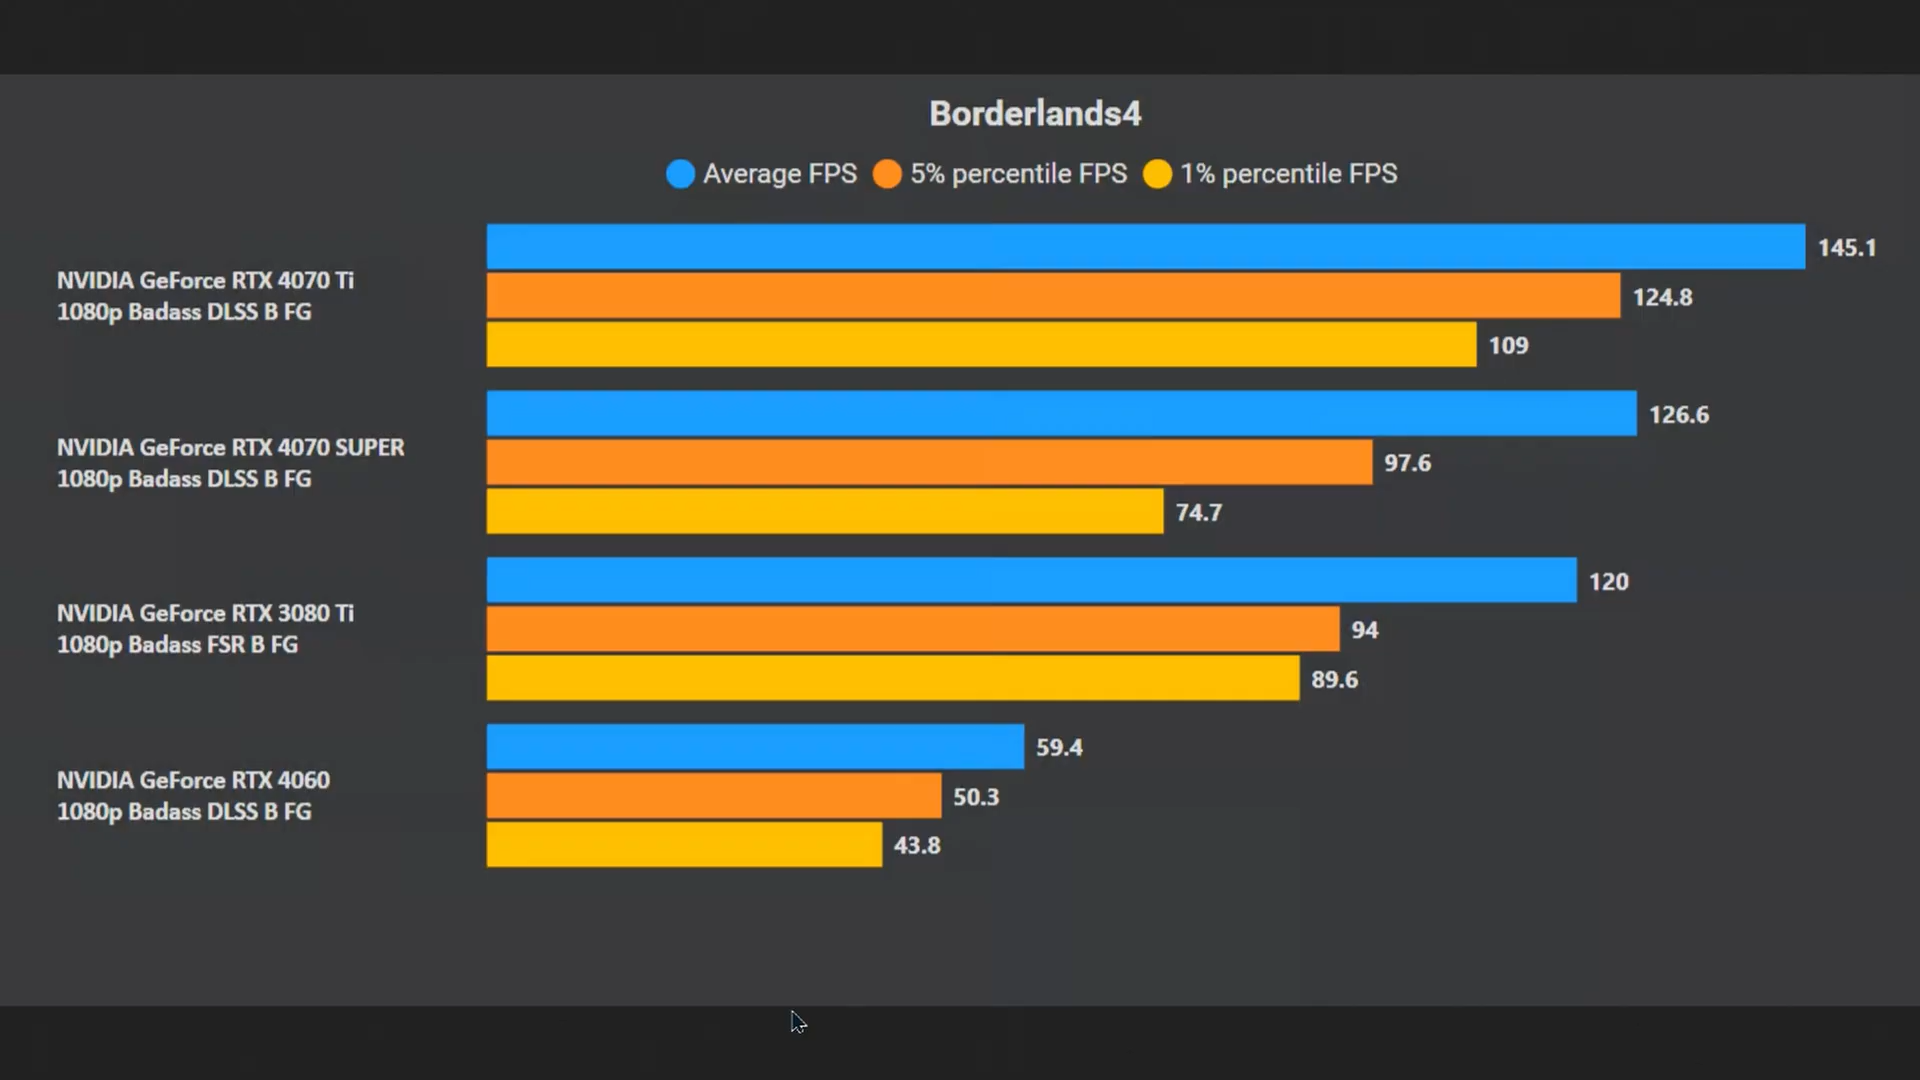 Borderlands4
Average FPS 5% percentile FPS 1% percentile FPS
NVIDIA GeForce RTX 4070 Ti
1080p Badass DLSS B FG
145.1
124.8
109
NVIDIA GeForce RTX 4070 SUPER
1080p Badass DLSS B FG
126.6
97.6
74.7
NVIDIA GeForce RTX 3080 Ti
1080p Badass FSR B FG
120
94
89.6
NVIDIA GeForce RTX 4060
1080p Badass DLSS B FG
59.4
50.3
43.8